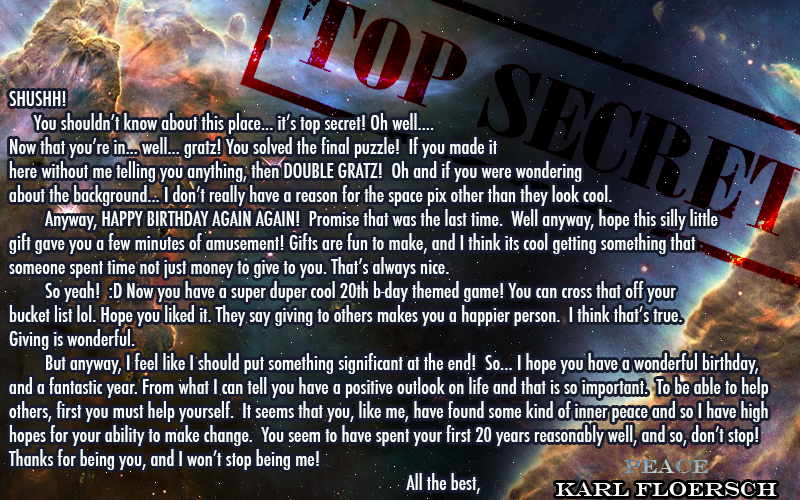 TOP SECRET
SHUSHH!
You shouldn't know about this place... it's top secret! Oh well....
Now that you're in... well... gratz! You solved the final puzzle!  If you made it
here without me telling you anything, then DOUBLE GRATZ!  Oh and if you were wondering
about the background... I don't really have a reason for the space pix other than they look cool.
Anyway, HAPPY BIRTHDAY AGAIN AGAIN!  Promise that was the last time.  Well anyway, hope this silly little
gift gave you a few minutes of amusement! Gifts are fun to make, and I think its cool getting something that
someone spent time not just money to give to you. That's always nice.
So yeah!  :D Now you have a super duper cool 20th b-day themed game! You can cross that off your
bucket list lol. Hope you liked it. They say giving to others makes you a happier person.  I think that's true.
Giving is wonderful.
But anyway, I feel like I should put something significant at the end!  So... I hope you have a wonderful birthday,
and a fantastic year. From what I can tell you have a positive outlook on life and that is so important.  To be able to help
others, first you must help yourself.  It seems that you, like me, have found some kind of inner peace and so I have high
hopes for your ability to make change.  You seem to have spent your first 20 years reasonably well, and so, don't stop!
Thanks for being you, and I won't stop being me!
All the best,
PEACE
KARL FLOERSCH